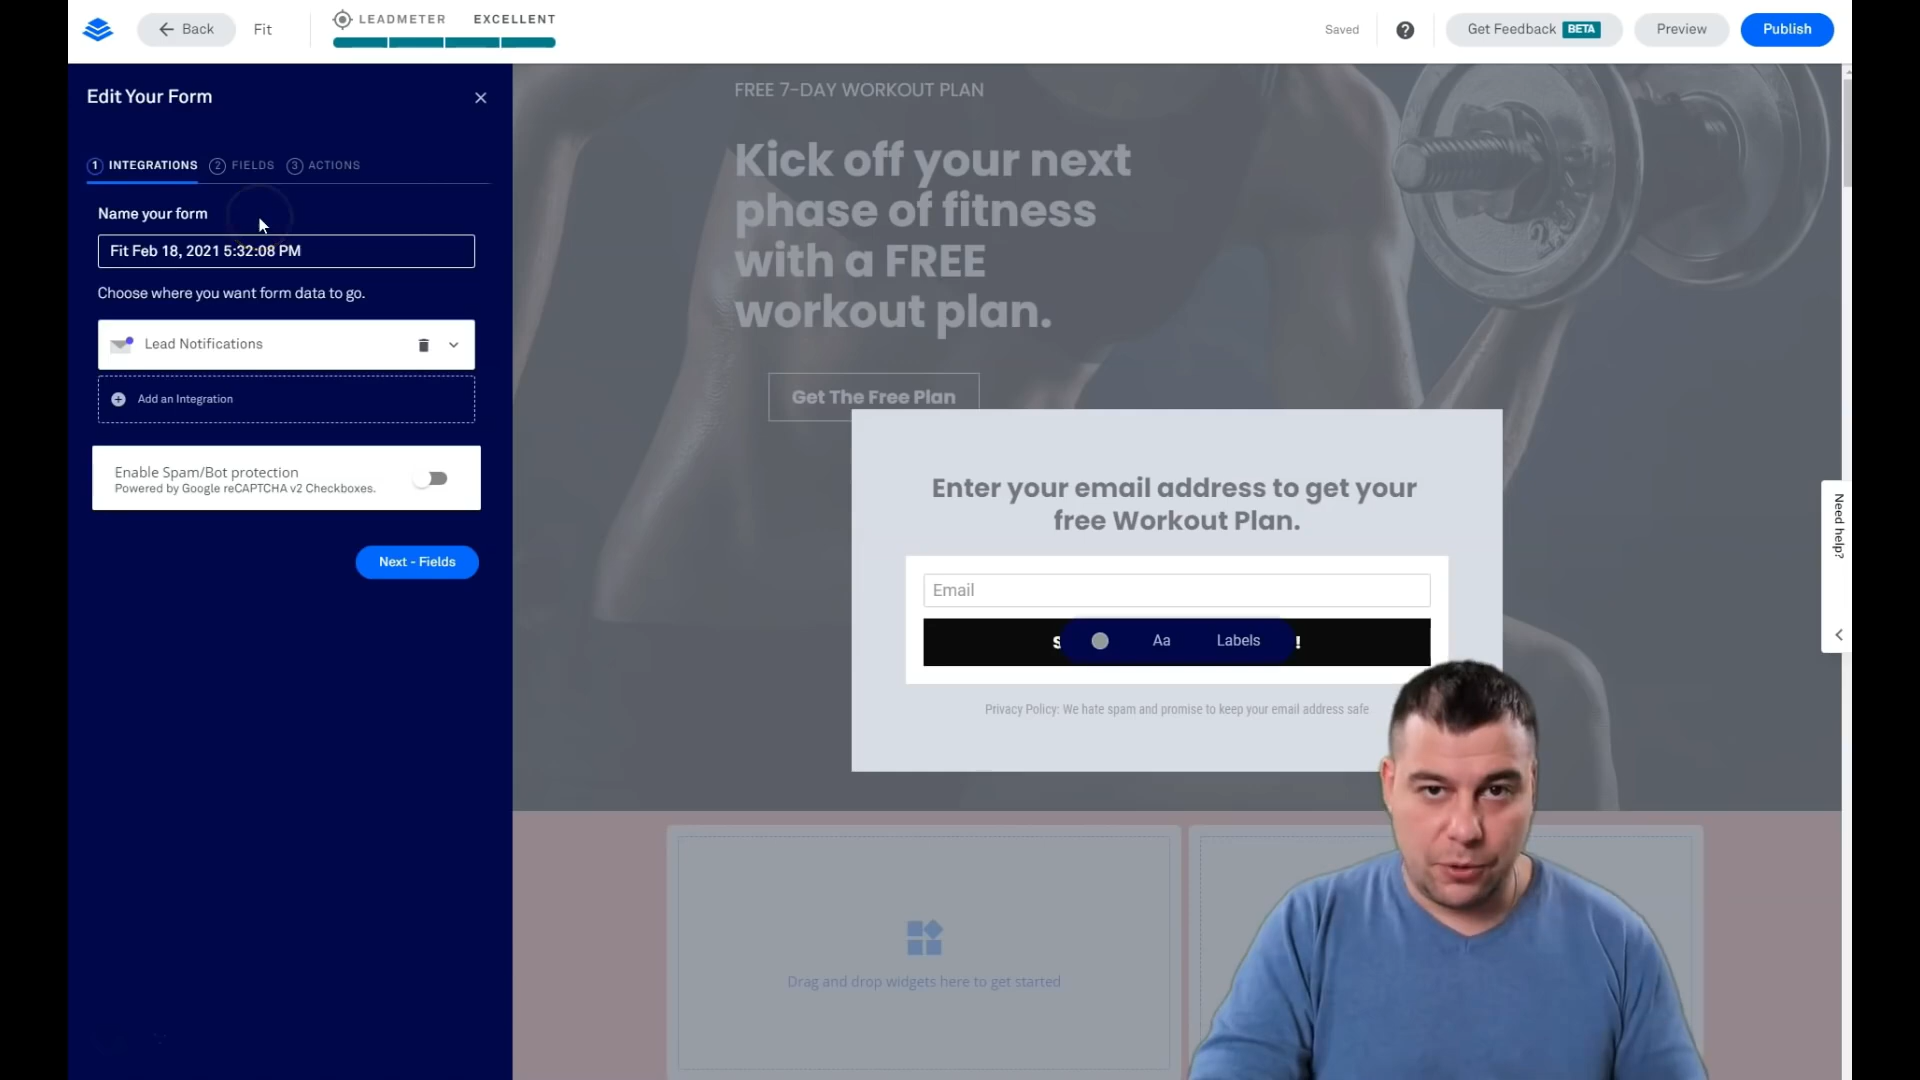 Back
Fit
LEADMETER EXCELLENT
Saved
?
Get Feedback BETA
Preview
Publish
Edit Your Form
1 INTEGRATIONS 2 FIELDS 3 ACTIONS
Name your form
Fit Feb 18, 2021 5:32:08 PM
Choose where you want form data to go.
Lead Notifications
Add an Integration
Enable Spam/Bot protection
Powered by Google reCAPTCHA v2 Checkboxes.
Next - Fields
FREE 7-DAY WORKOUT PLAN
Kick off your next
phase of fitness
with a FREE
workout plan.
Get The Free Plan
Enter your email address to get your
free Workout Plan.
Email
S Aa Labels !
Privacy Policy: We hate spam and promise to keep your email address safe
Drag and drop widgets here to get started
Need help?